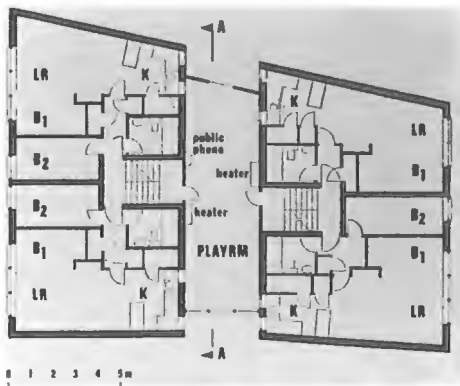 A
K
LR
B1
B2
public
phone
B2
heater
B1
PLAYRM
LR
K
K
LR
heater
B1
B2
B1
K
LR
A
0 1 2 3 4 5m